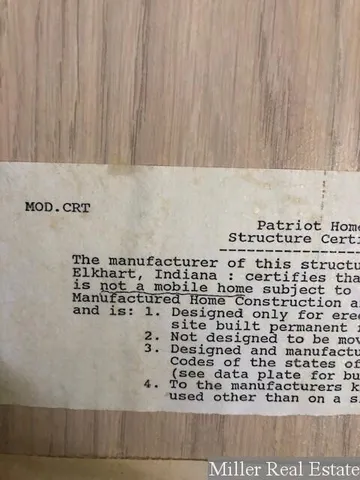 MOD.CRT
Patriot Home
Structure Certi
The manufacturer of this structu
Elkhart, Indiana : certifies tha
is not a mobile home subject to
Manufactured Home Construction a
and is: 1. Designed only for erec
site built permanent
2. Not designed to be mov
3. Designed and manufactu
Codes of the states of
(see data plate for bu
4. To the manufacturers k
used other than on a s
Miller Real Estate